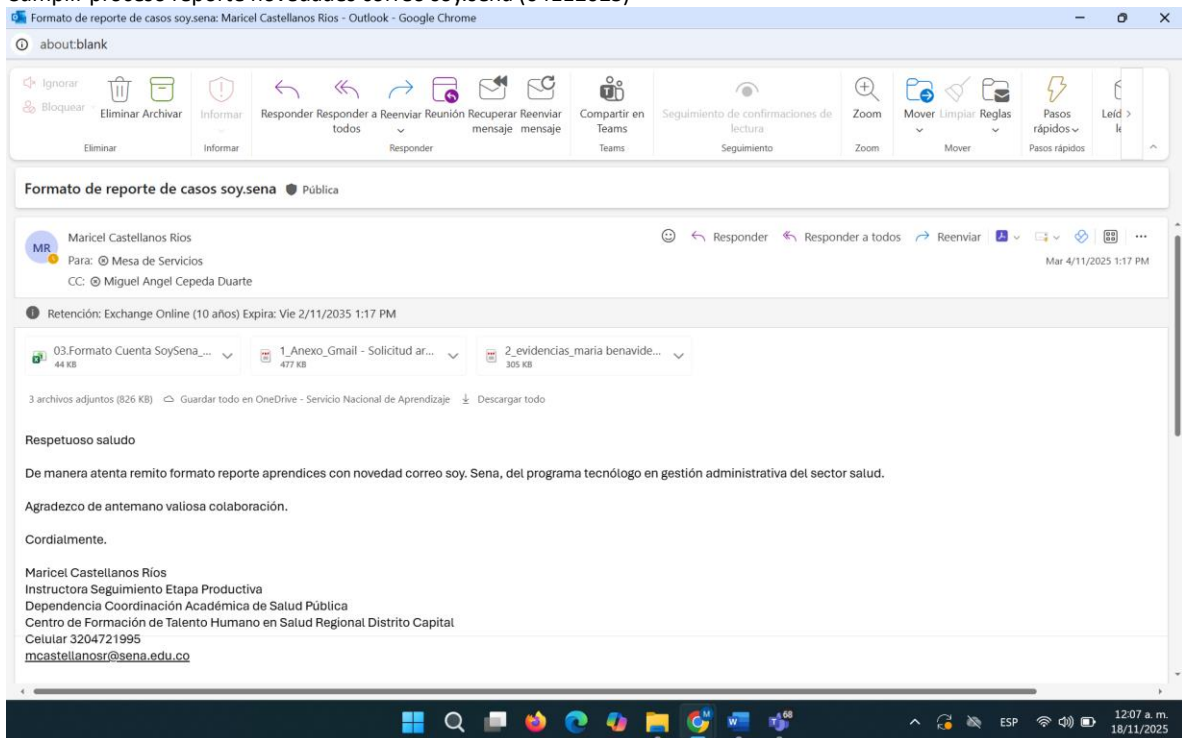 Cumplir proceso reporte novedades correo soy.sena (04112025)
Formato de reporte de casos soy.sena: Maricel Castellanos Rios - Outlook - Google Chrome
about:blank
Ignorar
Bloquear
Eliminar Archivar
Informar
Responder Responder a todos Reenviar Reunión Recuperar mensaje Reenviar mensaje
Compartir en Teams
Seguimiento de confirmaciones de lectura
Zoom
Mover Limpiar Reglas
Pasos rápidos
Eliminar Informar Responder Teams Seguimiento Zoom Mover Pasos rápidos
Formato de reporte de casos soy.sena Pública
MR
Maricel Castellanos Rios
Responder Responder a todos Reenviar
Para: Mesa de Servicios
Mar 4/11/2025 1:17 PM
CC: Miguel Angel Cepeda Duarte
Retención: Exchange Online (10 años) Expira: Vie 2/11/2035 1:17 PM
03.Formato Cuenta SoySena_...
44 KB
1_Anexo_Gmail - Solicitud ar...
477 KB
2_evidencias_maria benavide...
305 KB
3 archivos adjuntos (826 KB) Guardar todo en OneDrive - Servicio Nacional de Aprendizaje Descargar todo
Respetuoso saludo
De manera atenta remito formato reporte aprendices con novedad correo soy. Sena, del programa tecnólogo en gestión administrativa del sector salud.
Agradezco de antemano valiosa colaboración.
Cordialmente.
Maricel Castellanos Ríos
Instructora Seguimiento Etapa Productiva
Dependencia Coordinación Académica de Salud Pública
Centro de Formación de Talento Humano en Salud Regional Distrito Capital
Celular 3204721995
mcastellanosr@sena.edu.co
68
ESP
12:07 a. m.
18/11/2025